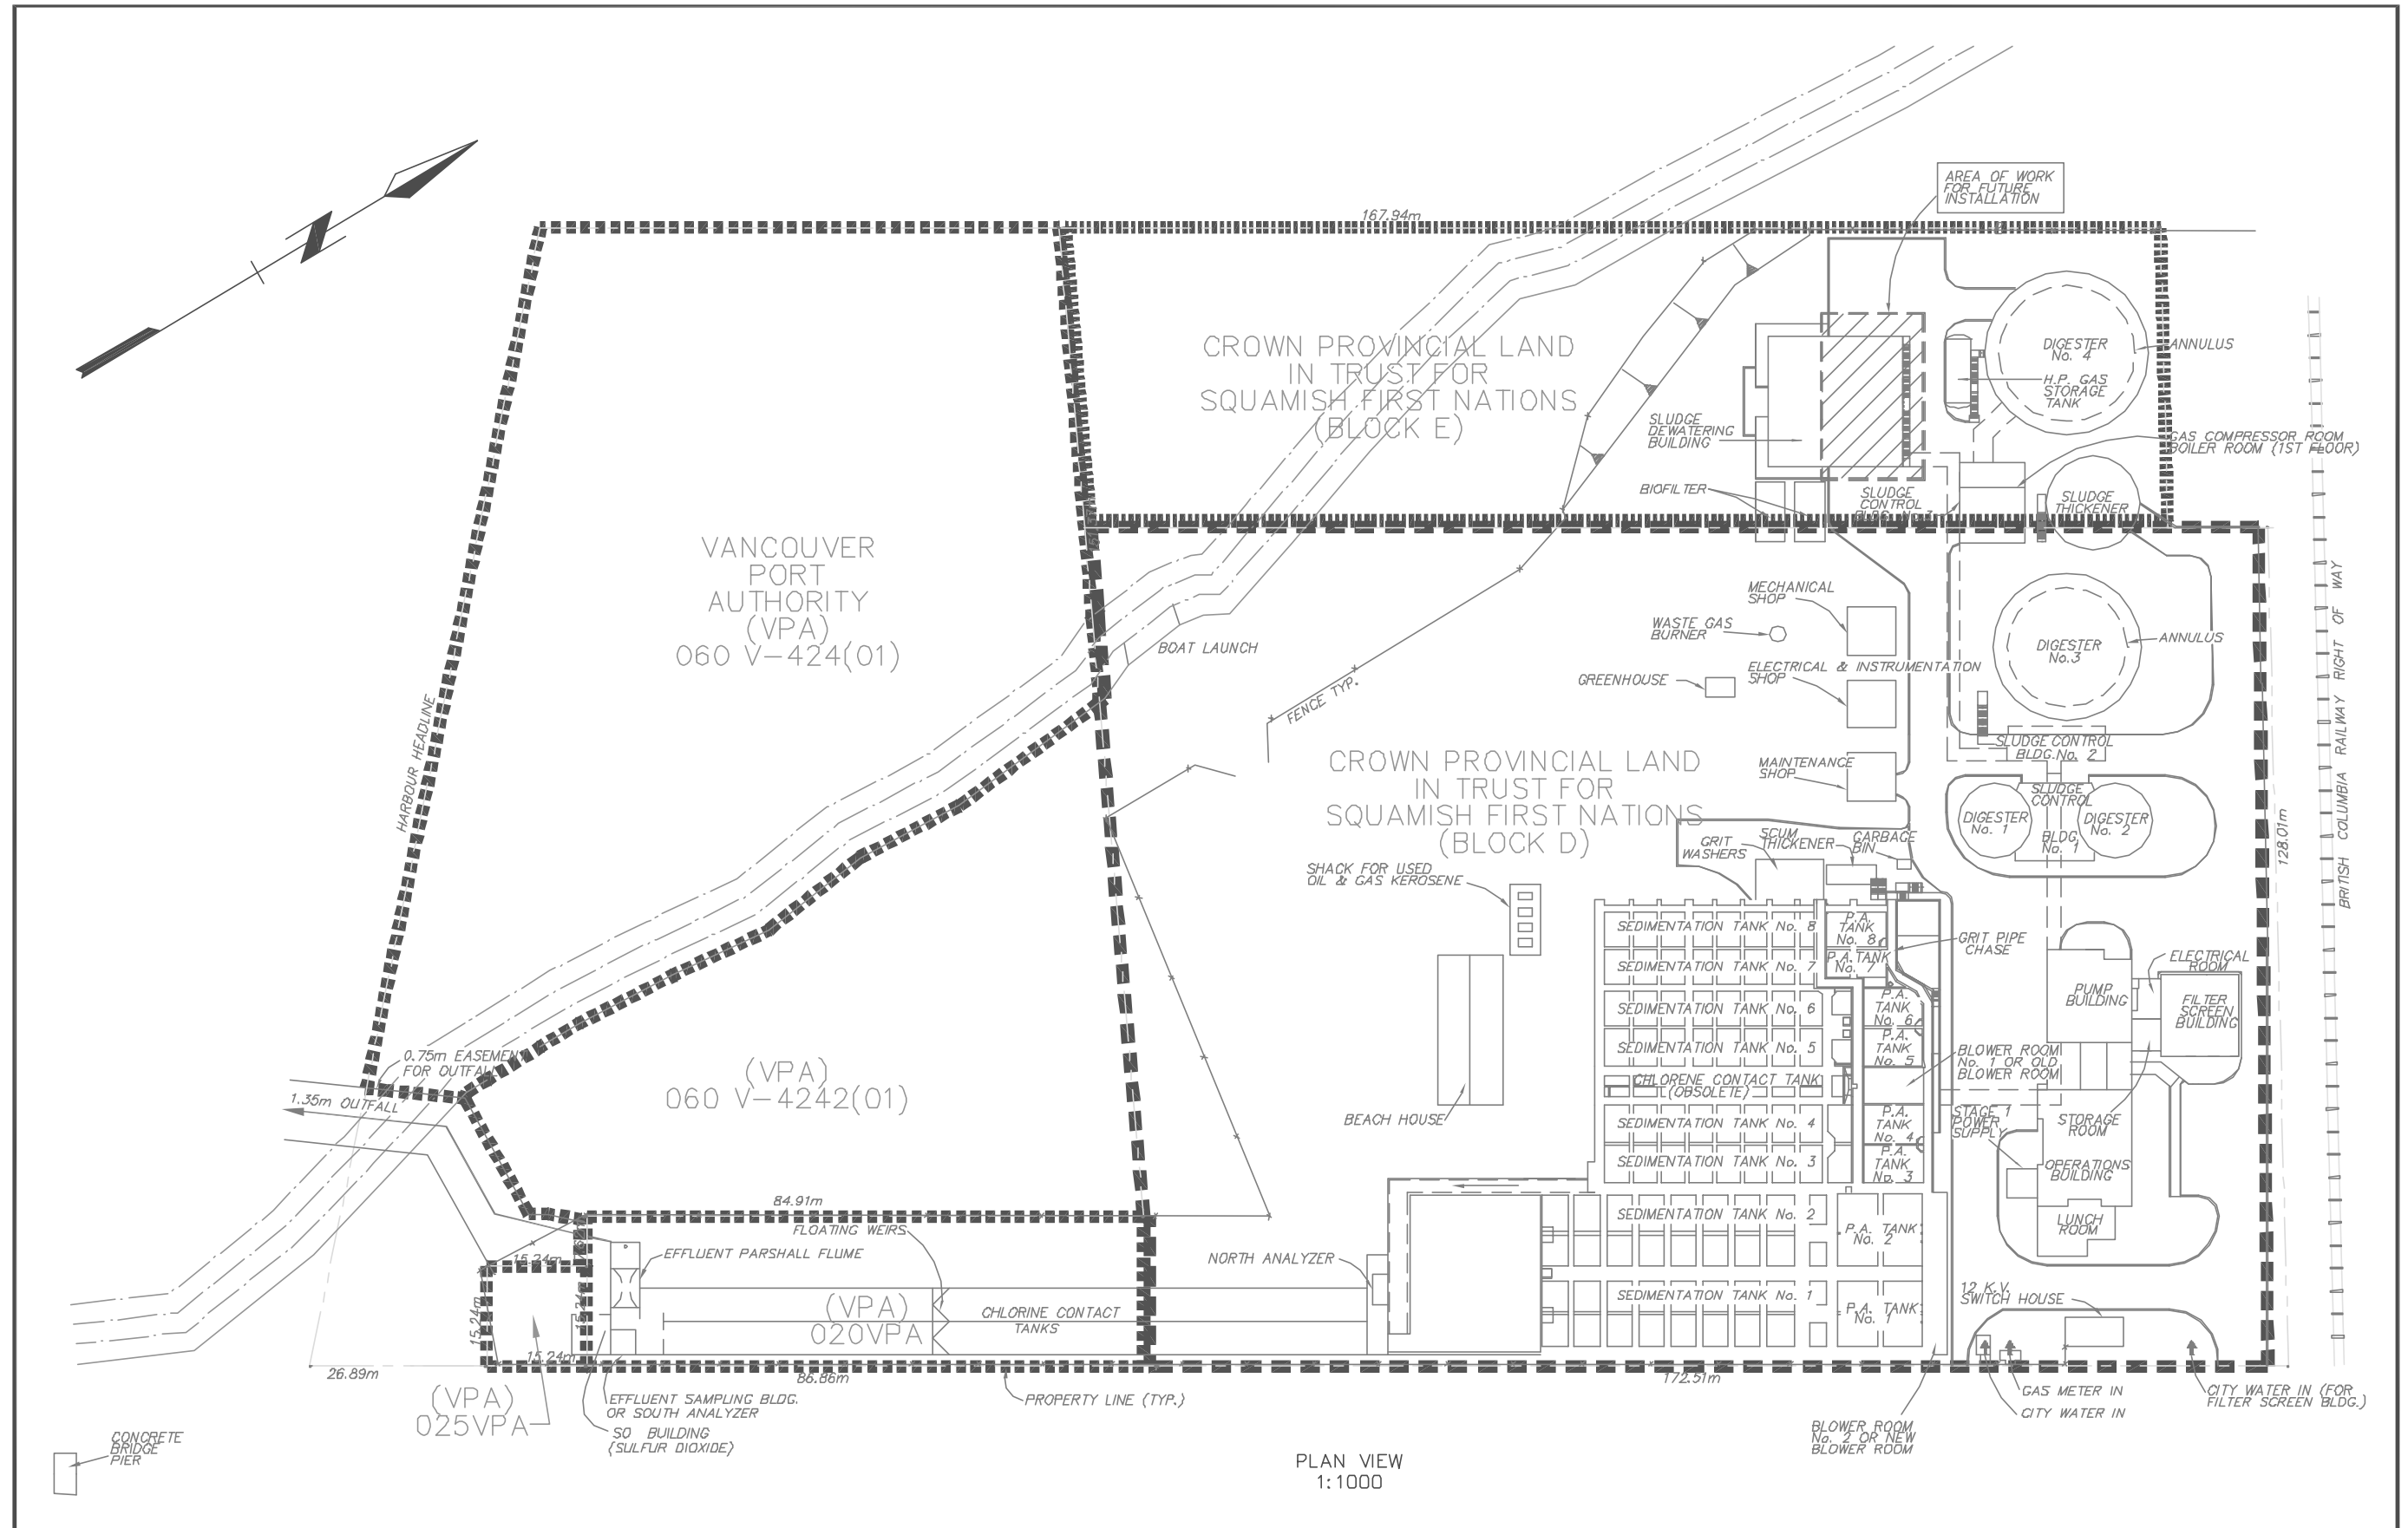 AREA OF WORK
FOR FUTURE
INSTALLATION
167.94m
CROWN PROVINCIAL LAND
IN TRUST FOR
SQUAMISH FIRST NATIONS
(BLOCK E)
DIGESTER
No. 4
ANNULUS
H.P. GAS
STORAGE
TANK
SLUDGE
DEWATERING
BUILDING
GAS COMPRESSOR ROOM
BOILER ROOM (1ST FLOOR)
BIOFILTER
SLUDGE
CONTROL
BLDG. No.3
SLUDGE
THICKENER
VANCOUVER
PORT
AUTHORITY
(VPA)
060 V-424(01)
BOAT LAUNCH
HARBOUR HEADLINE
FENCE TYP.
MECHANICAL
SHOP
WASTE GAS
BURNER
ELECTRICAL & INSTRUMENTATION
SHOP
GREENHOUSE
DIGESTER
No.3
ANNULUS
BRITISH COLUMBIA RAILWAY RIGHT OF WAY
SLUDGE CONTROL
BLDG.No. 2
CROWN PROVINCIAL LAND
IN TRUST FOR
SQUAMISH FIRST NATIONS
(BLOCK D)
MAINTENANCE
SHOP
SLUDGE
CONTROL
BLDG.
No. 1
DIGESTER
No. 1
DIGESTER
No. 2
128.01m
GRIT
WASHERS
SCUM
THICKENER
GARBAGE
BIN
SHACK FOR USED
OIL & GAS KEROSENE
SEDIMENTATION TANK No. 8
P.A.
TANK
No. 8
SEDIMENTATION TANK No. 7
P.A.TANK
No. 7
GRIT PIPE
CHASE
ELECTRICAL
ROOM
PUMP
BUILDING
FILTER
SCREEN
BUILDING
SEDIMENTATION TANK No. 6
P.A.
TANK
No. 6
SEDIMENTATION TANK No. 5
P.A.
TANK
No. 5
BLOWER ROOM
No. 1 OR OLD
BLOWER ROOM
CHLORENE CONTACT TANK
(OBSOLETE)
0.75m EASEMENT
FOR OUTFALL
1.35m OUTFALL
(VPA)
060 V-4242(01)
BEACH HOUSE
SEDIMENTATION TANK No. 4
P.A.
TANK
No. 4
STAGE 1
POWER
SUPPLY
STORAGE
ROOM
SEDIMENTATION TANK No. 3
P.A.
TANK
No. 3
OPERATIONS
BUILDING
84.91m
FLOATING WEIRS
SEDIMENTATION TANK No. 2
P.A. TANK
No. 2
LUNCH
ROOM
15.24m
EFFLUENT PARSHALL FLUME
NORTH ANALYZER
12 K.V.
SWITCH HOUSE
15.24m
15.24m
(VPA)
020VPA
CHLORINE CONTACT
TANKS
SEDIMENTATION TANK No. 1
P.A. TANK
No. 1
15.24m
26.89m
86.86m
172.51m
(VPA)
025VPA
EFFLUENT SAMPLING BLDG.
OR SOUTH ANALYZER
SO BUILDING
(SULFUR DIOXIDE)
PROPERTY LINE (TYP.)
GAS METER IN
CITY WATER IN
CITY WATER IN (FOR
FILTER SCREEN BLDG.)
BLOWER ROOM
No. 2 OR NEW
BLOWER ROOM
CONCRETE
BRIDGE
PIER
PLAN VIEW
1:1000